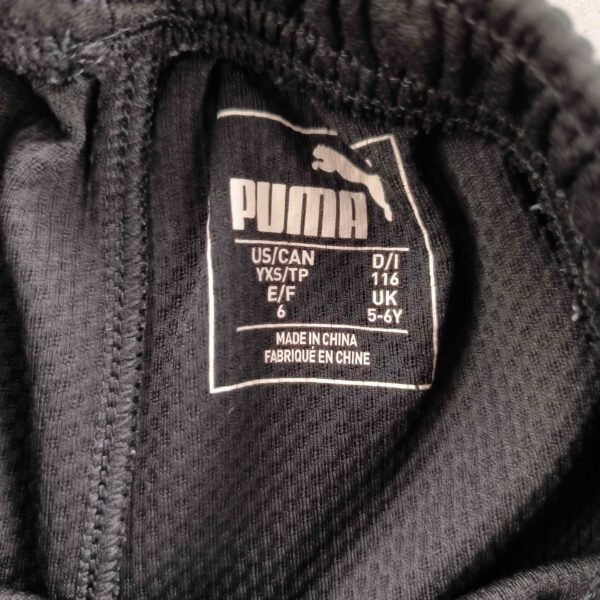 PUMA
US/CAN D/I
YXS/TP 116
E/F UK
6 5-6Y
MADE IN CHINA
FABRIQUÉ EN CHINE